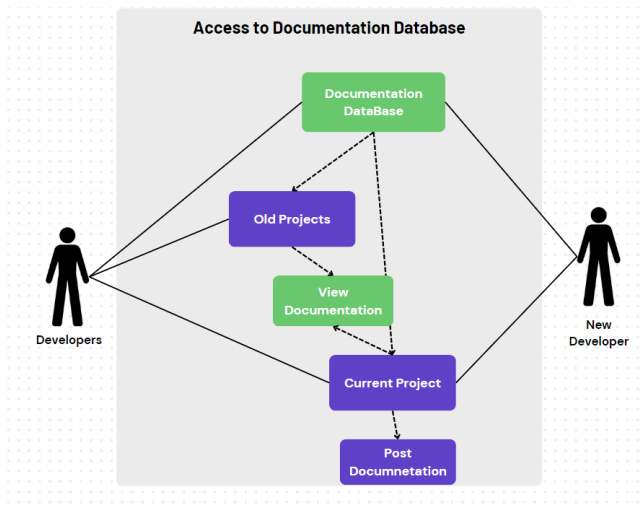 Access to Documentation Database
Documentation
DataBase
Old Projects
View
Documentation
Developers
New
Developer
Current Project
Post
Documnetation